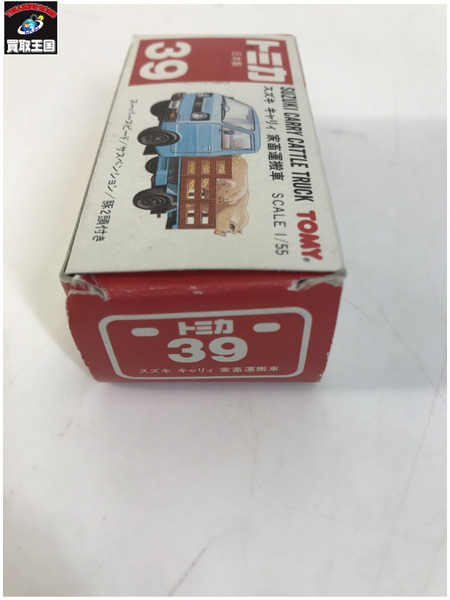 買取王国
トミカ
39
日本製
SUZUKI CARRY CATTLE TRUCK TOMY®
スズキ キャリィ 家畜運搬車 SCALE 1/55
スーパースピード/サスペンション/豚2頭付き
トミカ
39
スズキ キャリィ 家畜運搬車